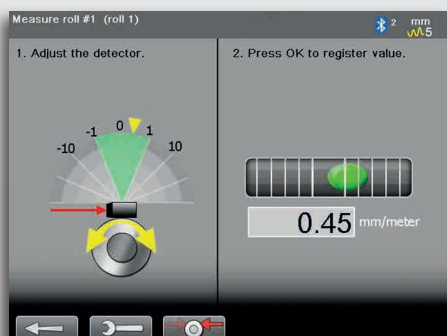 Measure roll #1 (roll 1)
2
mm
5
1. Adjust the detector.
2. Press OK to register value.
-10
-1
0
1
10
0.45 mm/meter